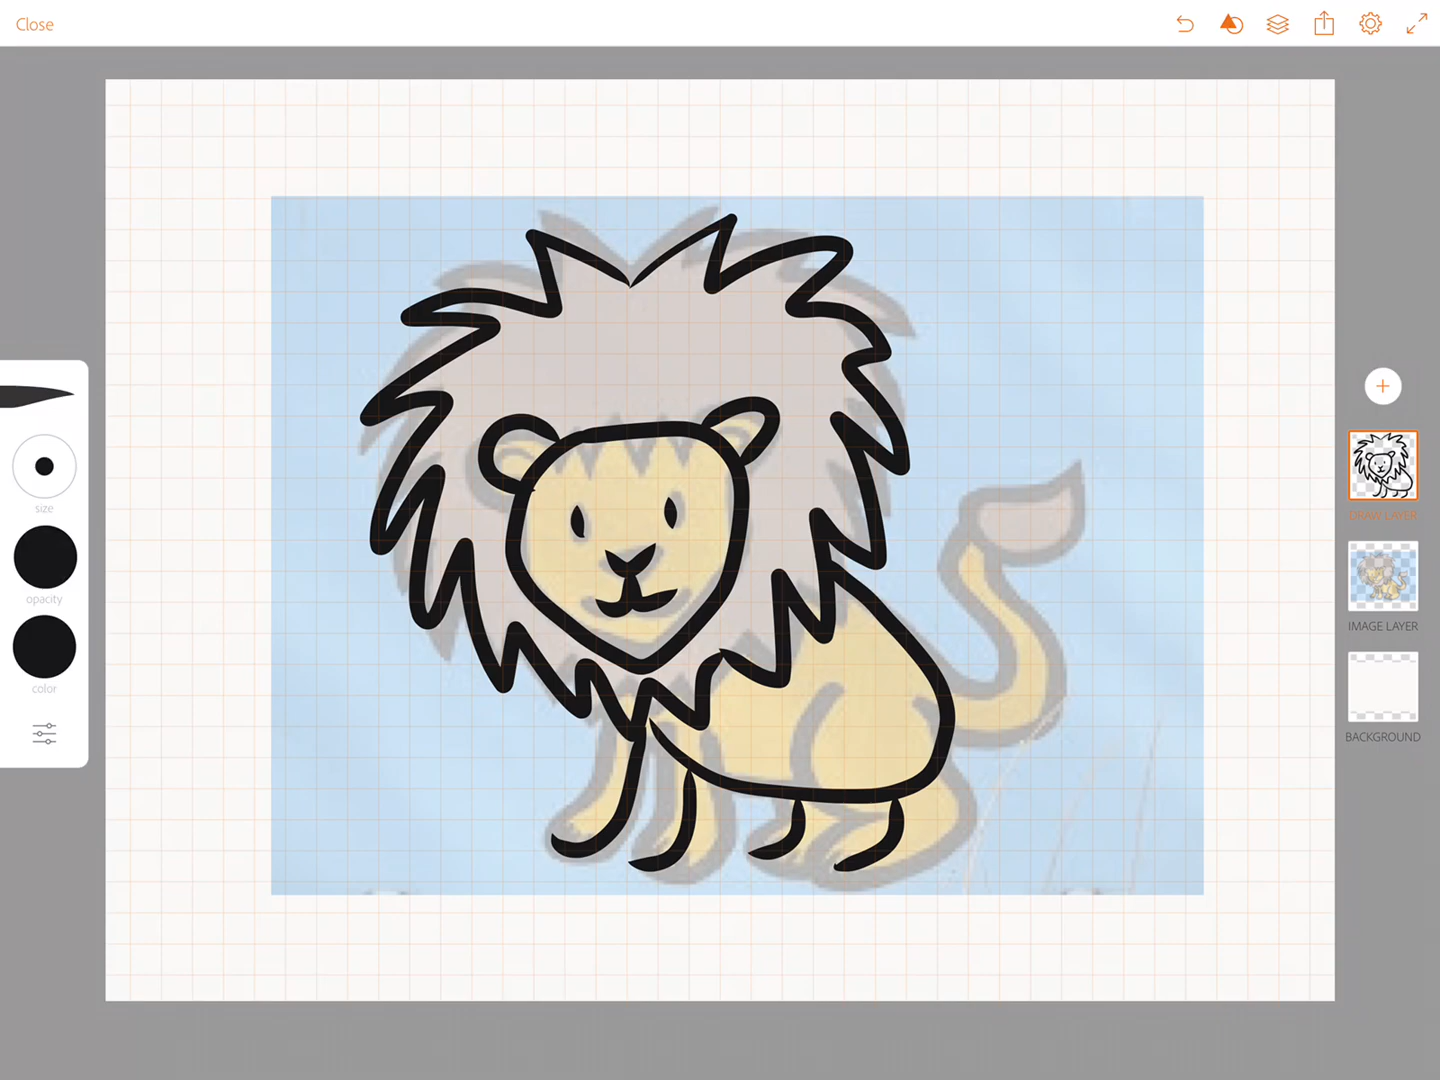 Close
size
opacity
color
DRAW LAYER
IMAGE LAYER
BACKGROUND